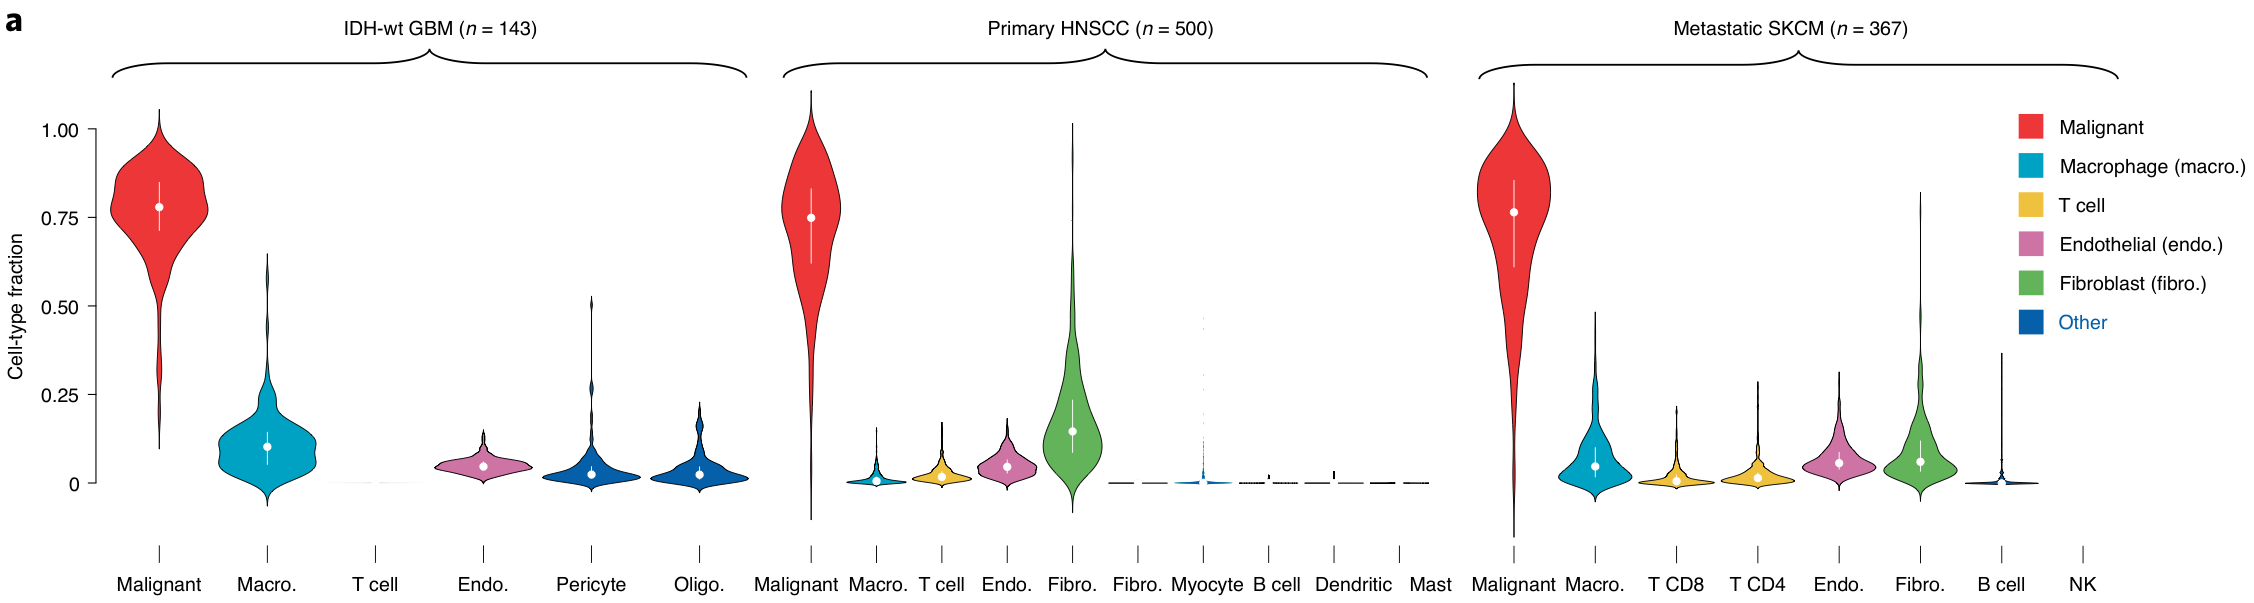 a
IDH-wt GBM (n = 143)
Primary HNSCC (n = 500)
Metastatic SKCM (n = 367)
Cell-type fraction
1.00
0.75
0.50
0.25
0
Malignant
Macrophage (macro.)
T cell
Endothelial (endo.)
Fibroblast (fibro.)
Other
Malignant Macro. T cell Endo. Pericyte Oligo. Malignant Macro. T cell Endo. Fibro. Fibro. Myocyte B cell Dendritic Mast Malignant Macro. T CD8 T CD4 Endo. Fibro. B cell NK